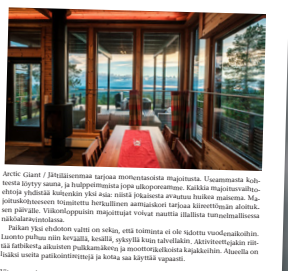 Arctic Giant / Jättiläisenmaa tarjoaa monentasoista majoitusta. Useammasta koh-
teesta löytyy sauna, ja hulppeimmista jopa ulkoporeamme. Kaikkia majoitusvaihto-
ehtoja yhdistää kuitenkin yksi asia: niistä jokaisesta avautuu huikea maisema. Ma-
joituskohteeseen toimitettu herkullinen aamiaiskori tarjoaa kiireettömän aloituk-
sen päivälle. Viikonloppuisin majoittujat voivat nauttia illallista tunnelmallisessa
näköalaravintolassa.
Paikan yksi ehdoton valtti on sekin, että toiminta ei ole sidottu vuodenaikoihin.
Luonto puhuu niin keväällä, kesällä, syksyllä kuin talvellakin. Aktiviteettejakin riit-
tää fatbikesta aikuisten pulkkamäkeen ja moottorikelkoista kajakkeihin. Alueella on
lisäksi useita patikointireittejä ja kotaa saa käyttää vapaasti.